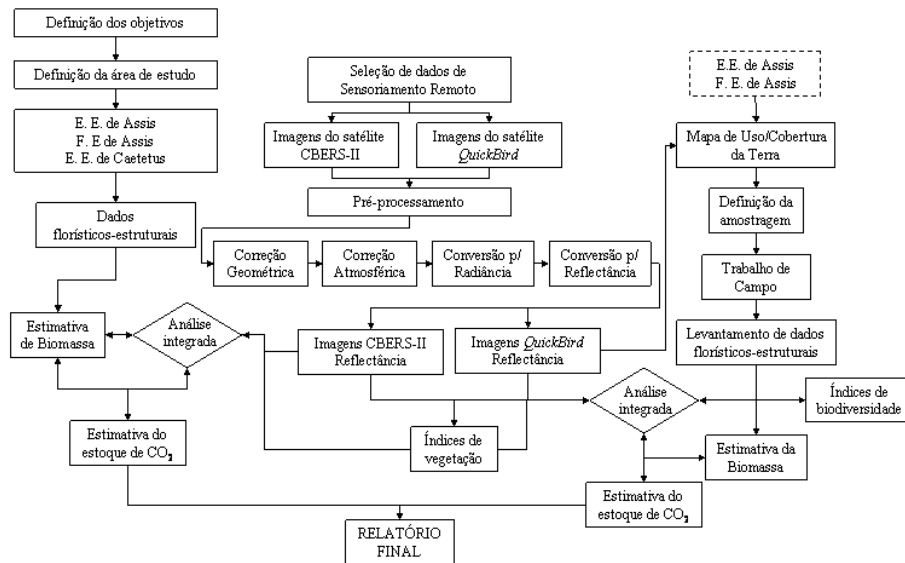 Definição dos objetivos
Definição da área de estudo
E. E. de Assis
F. E de Assis
E. E. de Caetetus
Dados
florísticos-estruturais
Seleção de dados de
Sensoriamento Remoto
Imagens do satélite
CBERS-II
Imagens do satélite
QuickBird
Pré-processamento
Correção
Geométrica
Correção
Atmosférica
Conversão p/
Radiância
Conversão p/
Reflectância
E.E. de Assis
F. E. de Assis
Mapa de Uso/Cobertura
da Terra
Definição da
amostragem
Trabalho de
Campo
Levantamento de dados
florísticos-estruturais
Estimativa
de Biomassa
Análise
integrada
Imagens CBERS-II
Reflectância
Imagens QuickBird
Reflectância
Análise
integrada
Índices de
biodiversidade
Estimativa do
estoque de CO₂
Índices de
vegetação
Estimativa da
Biomassa
Estimativa do
estoque de CO₂
RELATÓRIO
FINAL